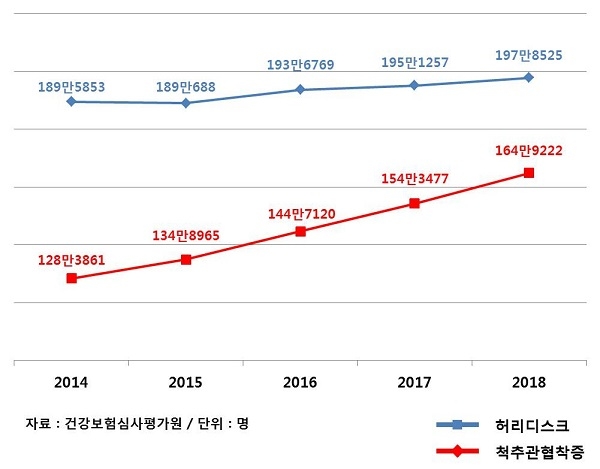 189만5853
189만688
193만6769
195만1257
197만8525
128만3861
134만8965
144만7120
154만3477
164만9222
2014 2015 2016 2017 2018
자료 : 건강보험심사평가원 / 단위 : 명
허리디스크
척추관협착증